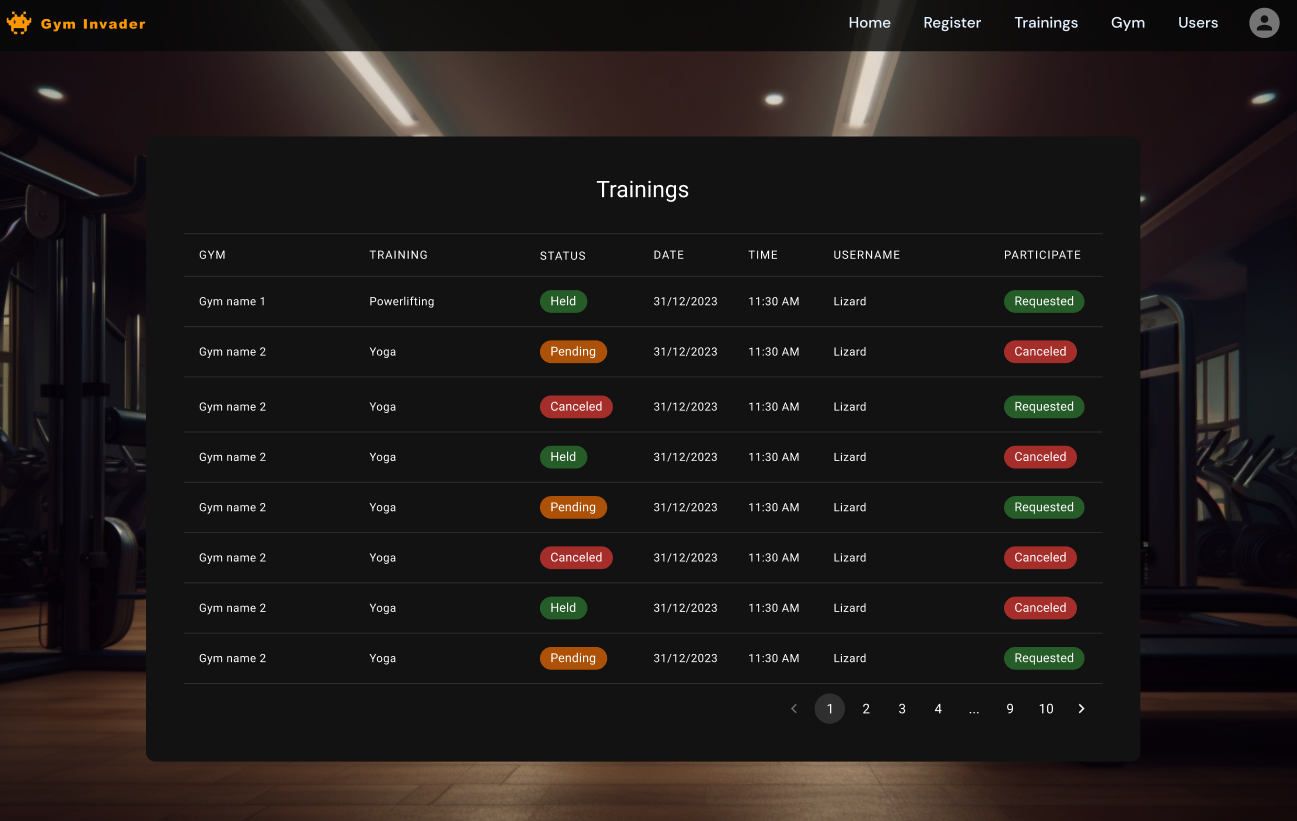 Gym Invader Home Register Trainings Gym Users
Trainings
GYM TRAINING STATUS DATE TIME USERNAME PARTICIPATE
Gym name 1 Powerlifting Held 31/12/2023 11:30 AM Lizard Requested
Gym name 2 Yoga Pending 31/12/2023 11:30 AM Lizard Canceled
Gym name 2 Yoga Canceled 31/12/2023 11:30 AM Lizard Requested
Gym name 2 Yoga Held 31/12/2023 11:30 AM Lizard Canceled
Gym name 2 Yoga Pending 31/12/2023 11:30 AM Lizard Requested
Gym name 2 Yoga Canceled 31/12/2023 11:30 AM Lizard Canceled
Gym name 2 Yoga Held 31/12/2023 11:30 AM Lizard Canceled
Gym name 2 Yoga Pending 31/12/2023 11:30 AM Lizard Requested
1 2 3 4 ... 9 10